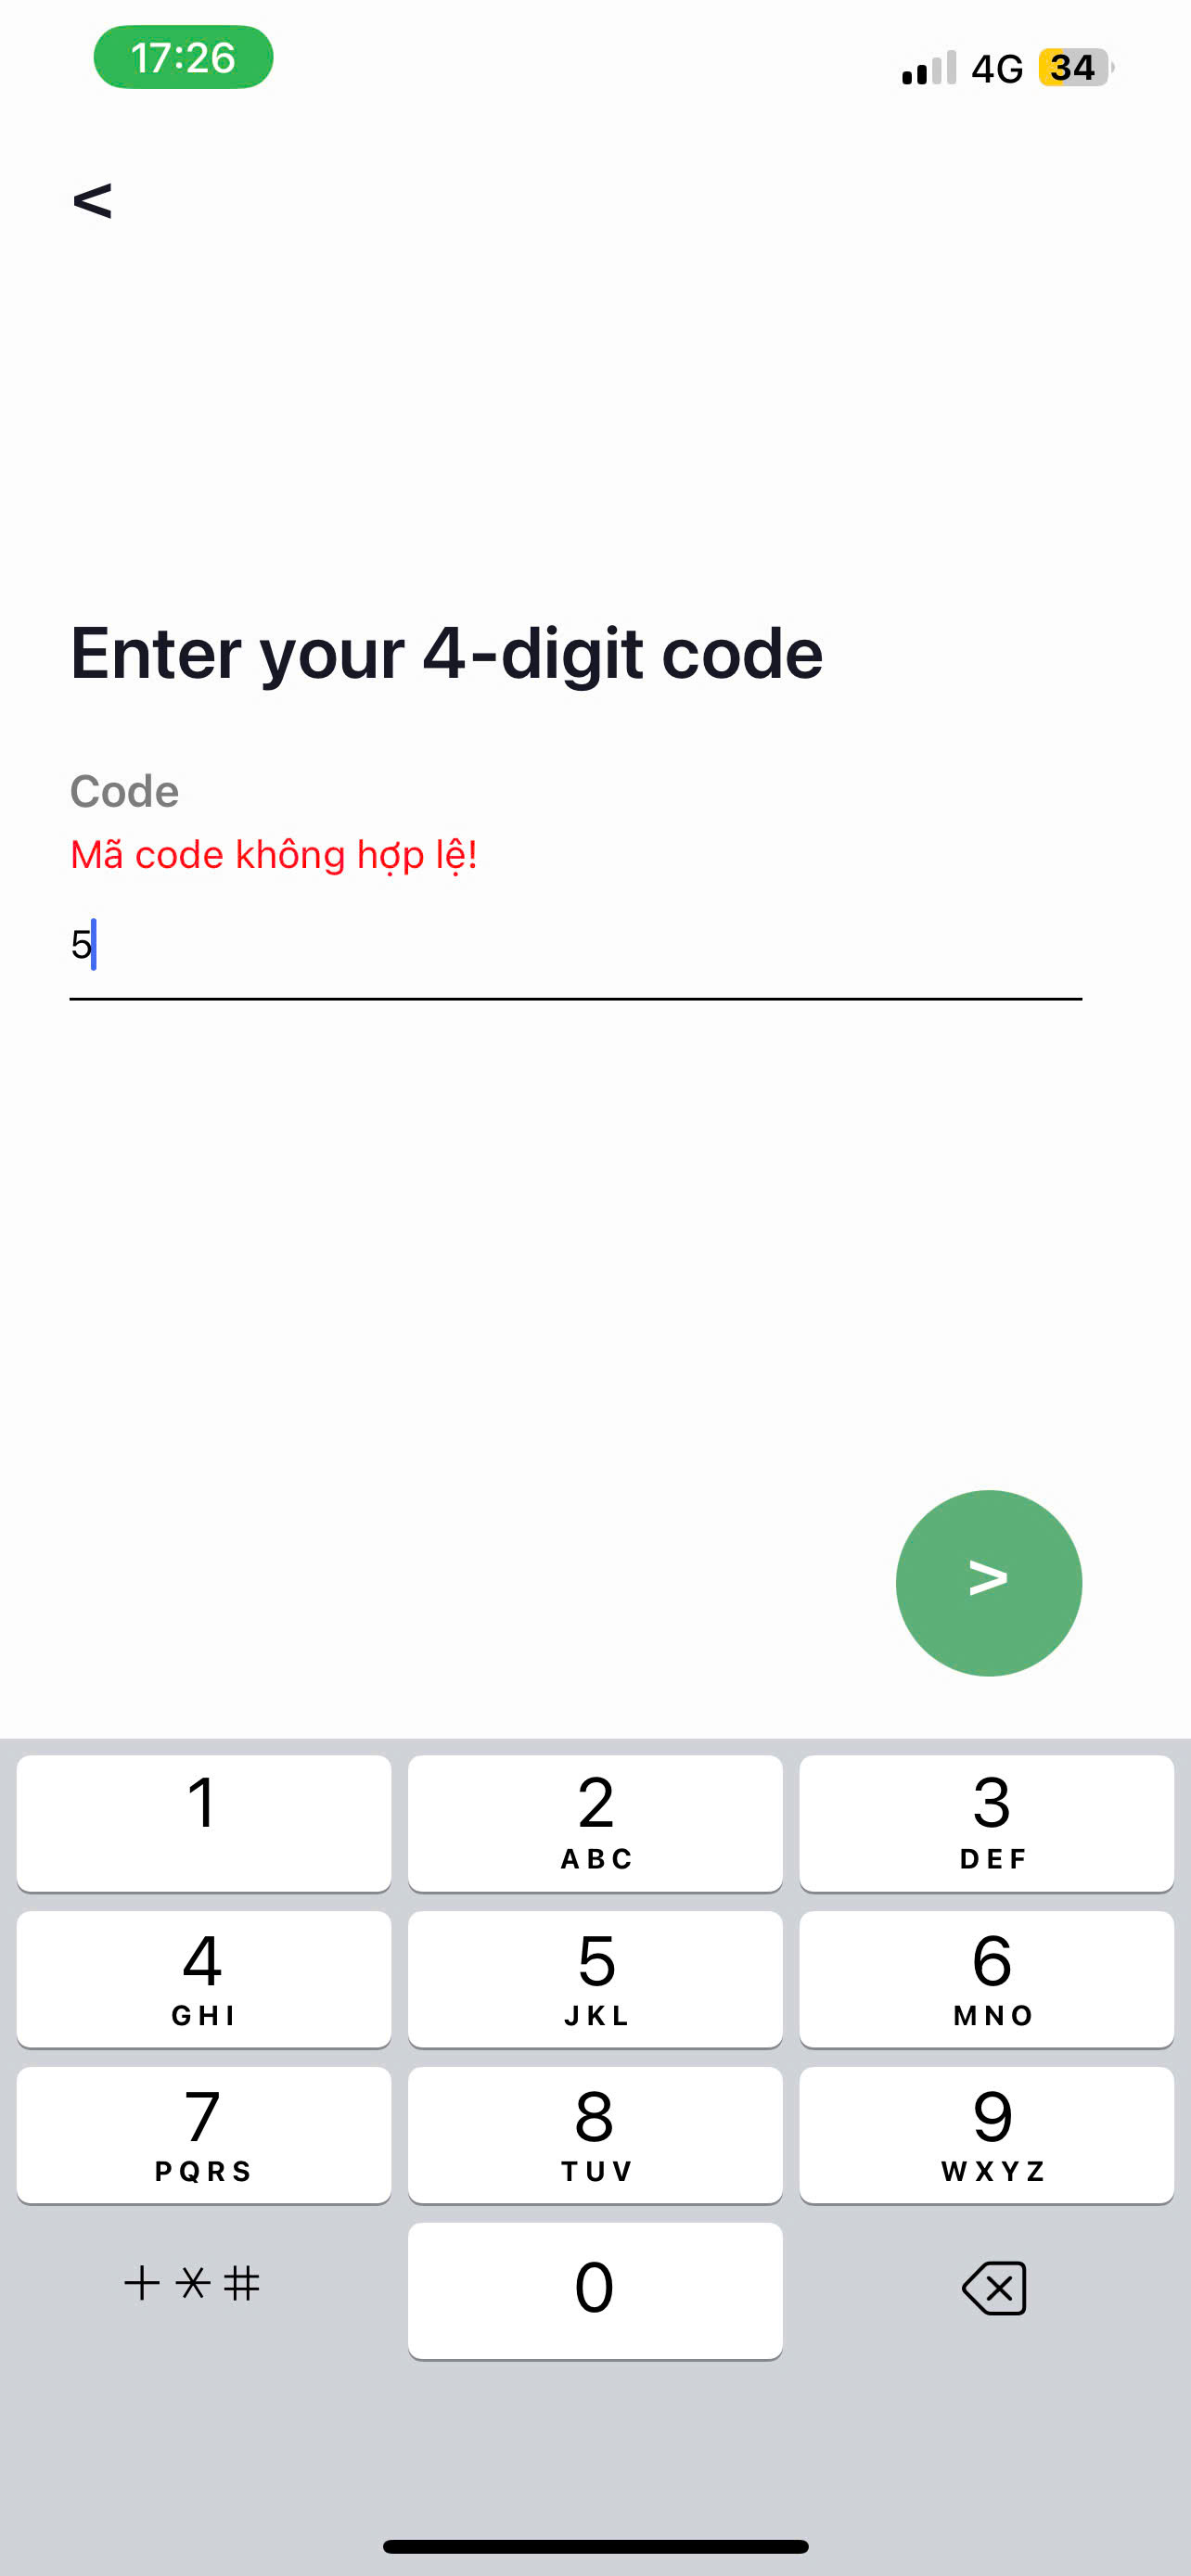 17:26 4G 34
<
Enter your 4-digit code
Code
Mã code không hợp lệ!
5
>
1 2 3
ABC DEF
4 5 6
GHI JKL MNO
7 8 9
PQRS TUV WXYZ
+*# 0